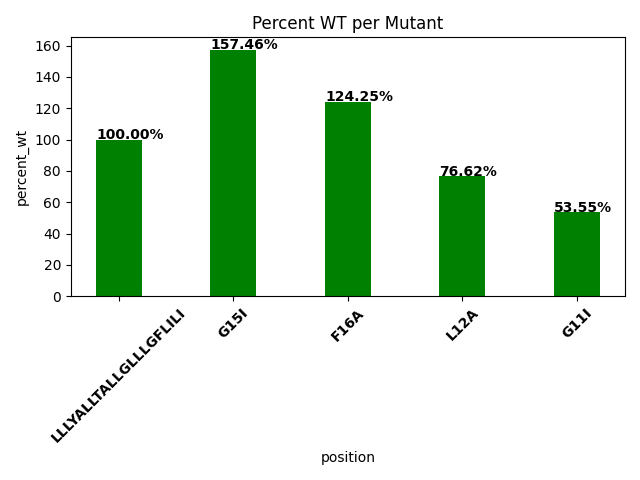 Percent WT per Mutant
percent_wt
160
140
120
100
80
60
40
20
0
100.00%
157.46%
124.25%
76.62%
53.55%
LLLYALLTALLGLLLGFLILI
G15I
F16A
L12A
G11I
position